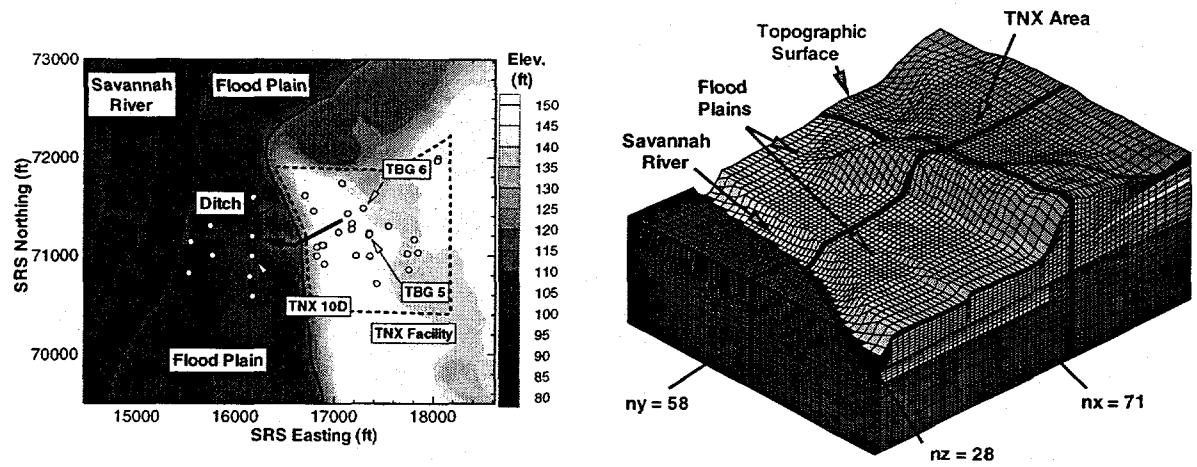 73000
72000
71000
70000
SRS Northing (ft)
Savannah
River
Flood Plain
Ditch
TBG 6
TBG 5
TNX 10D
TNX Facility
Flood Plain
15000 16000 17000 18000
SRS Easting (ft)
Elev.
(ft)
150
145
140
135
130
125
120
115
110
105
100
95
90
85
80
TNX Area
Topographic
Surface
Flood
Plains
Savannah
River
ny = 58
nx = 71
nz = 28